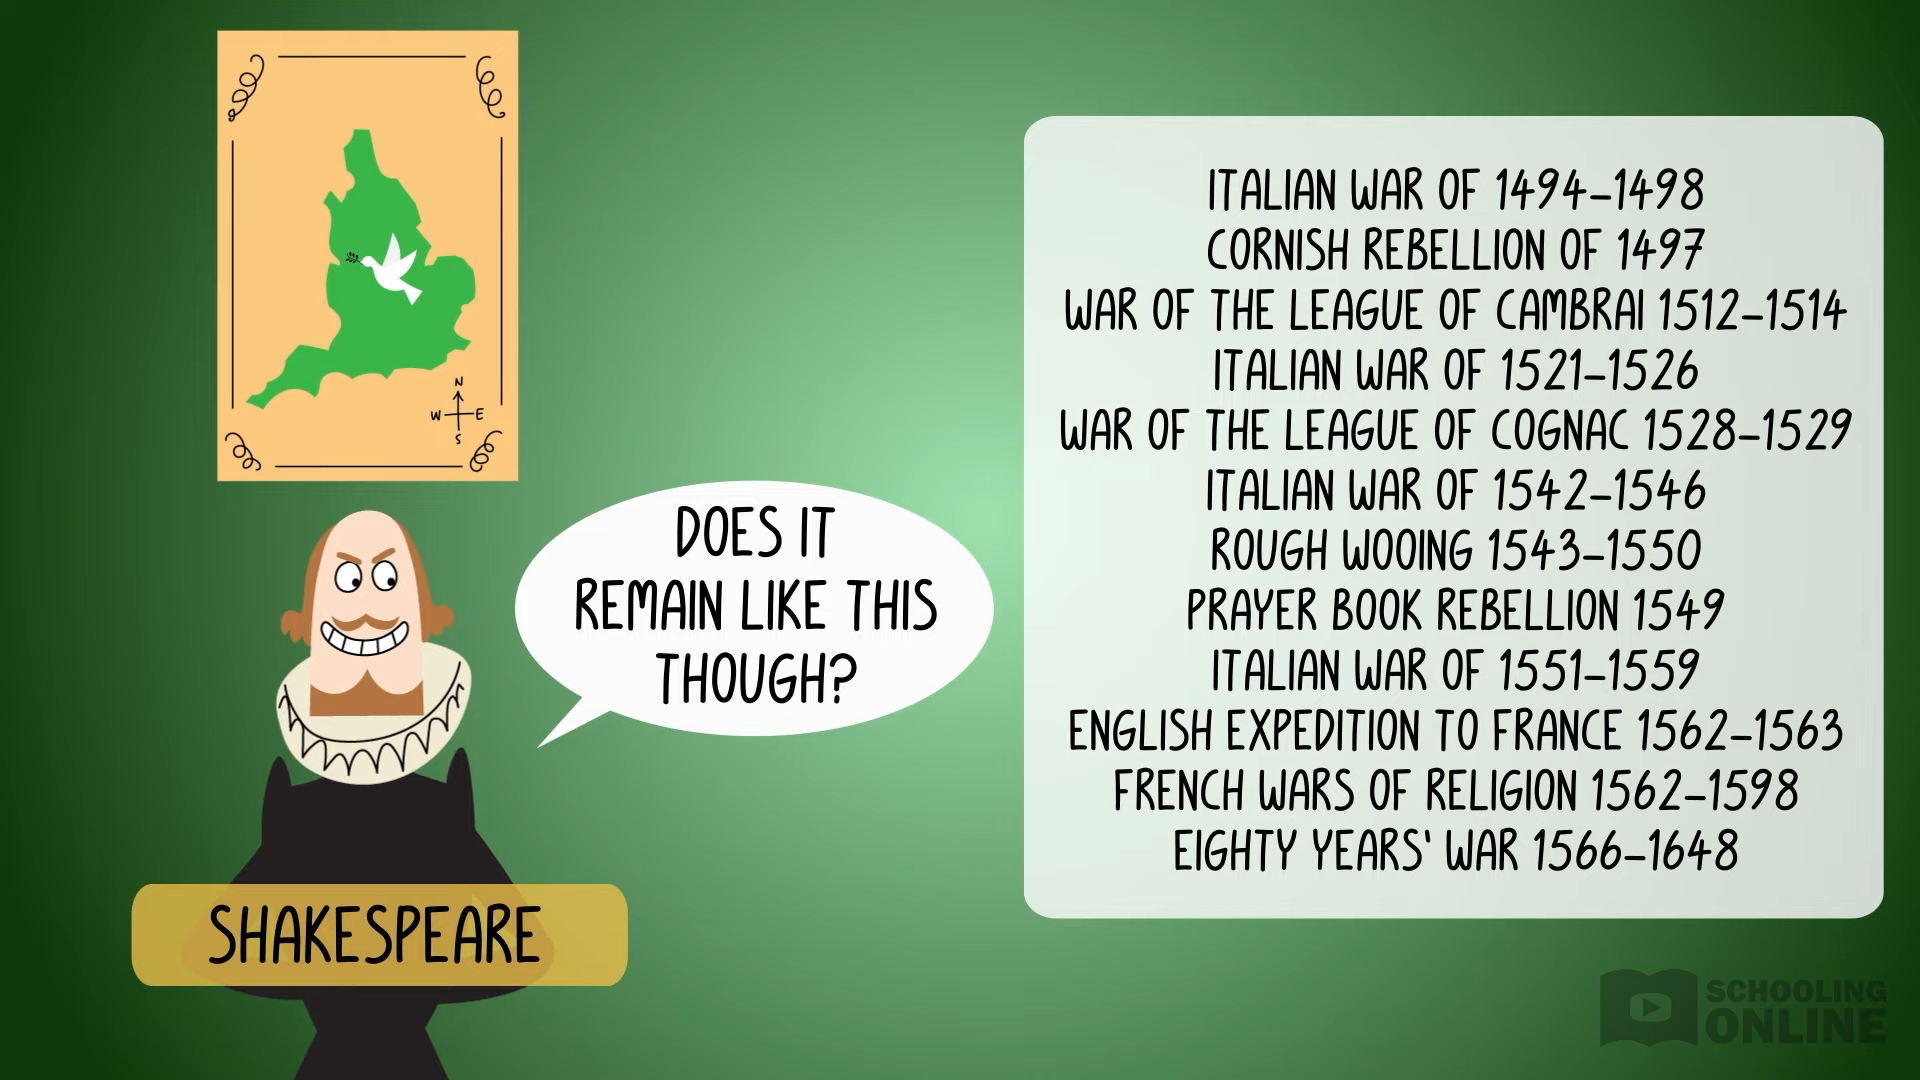 N
W E
S
DOES IT
REMAIN LIKE THIS
THOUGH?
SHAKESPEARE
ITALIAN WAR OF 1494–1498
CORNISH REBELLION OF 1497
WAR OF THE LEAGUE OF CAMBRAI 1512–1514
ITALIAN WAR OF 1521–1526
WAR OF THE LEAGUE OF COGNAC 1528–1529
ITALIAN WAR OF 1542–1546
ROUGH WOOING 1543–1550
PRAYER BOOK REBELLION 1549
ITALIAN WAR OF 1551–1559
ENGLISH EXPEDITION TO FRANCE 1562–1563
FRENCH WARS OF RELIGION 1562–1598
EIGHTY YEARS' WAR 1566–1648
SCHOOLING
ONLINE